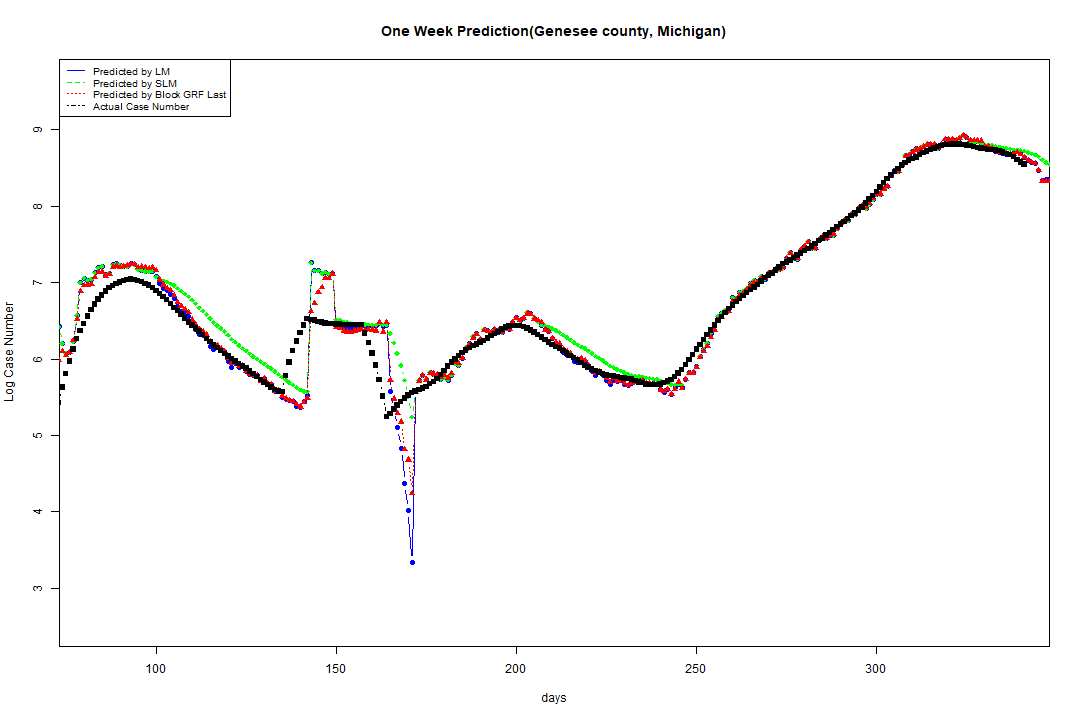 One Week Prediction(Genesee county, Michigan)
Predicted by LM
Predicted by SLM
Predicted by Block GRF Last
Actual Case Number
Log Case Number
9
8
7
6
5
4
3
100 150 200 250 300
days